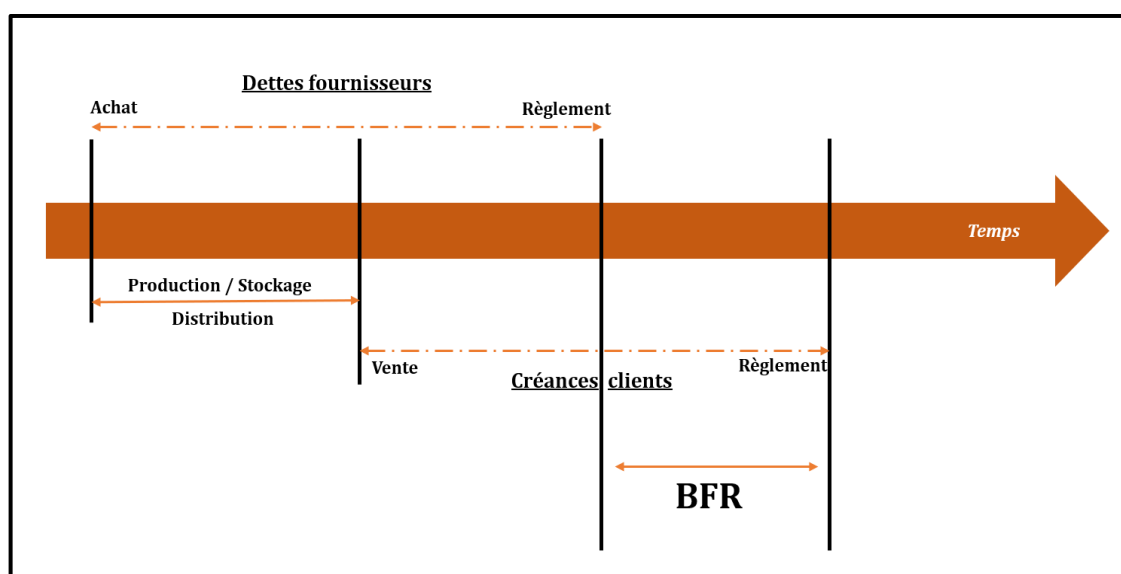 Dettes fournisseurs
Achat
Règlement
Temps
Production / Stockage
Distribution
Vente
Règlement
Créances clients
BFR